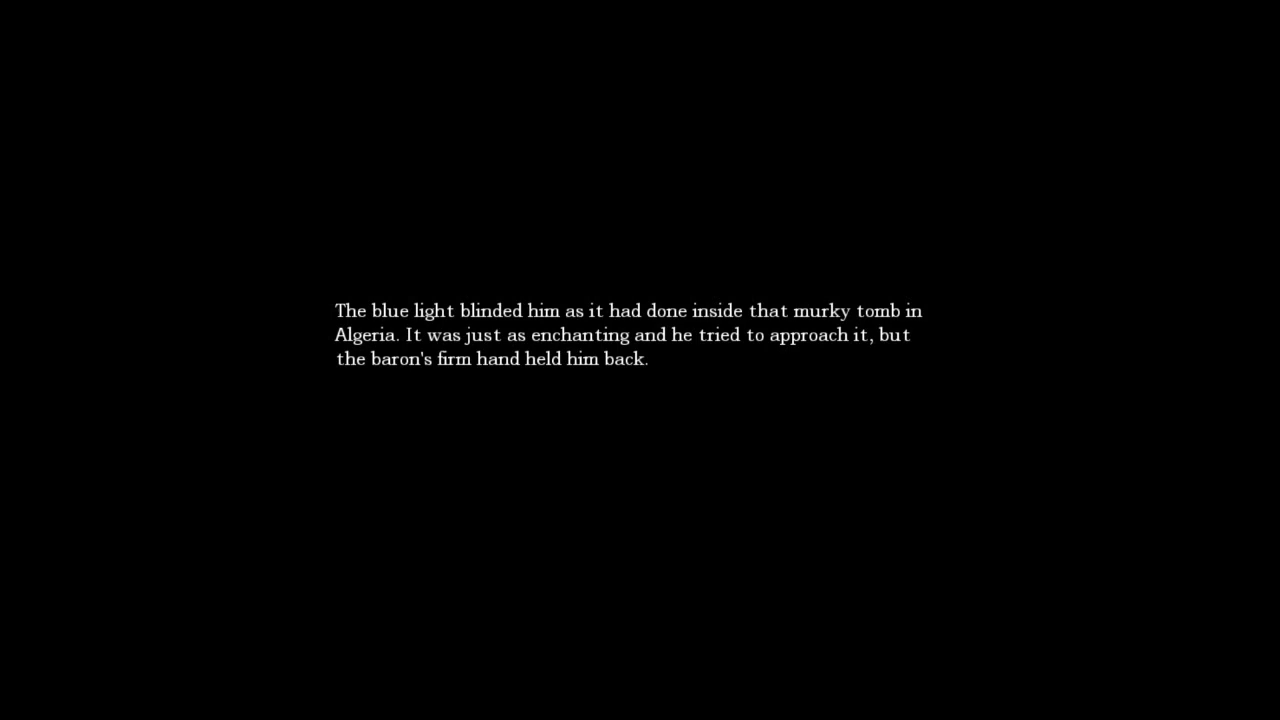 The blue light blinded him as it had done inside that murky tomb in
Algeria. It was just as enchanting and he tried to approach it, but
the baron's firm hand held him back.